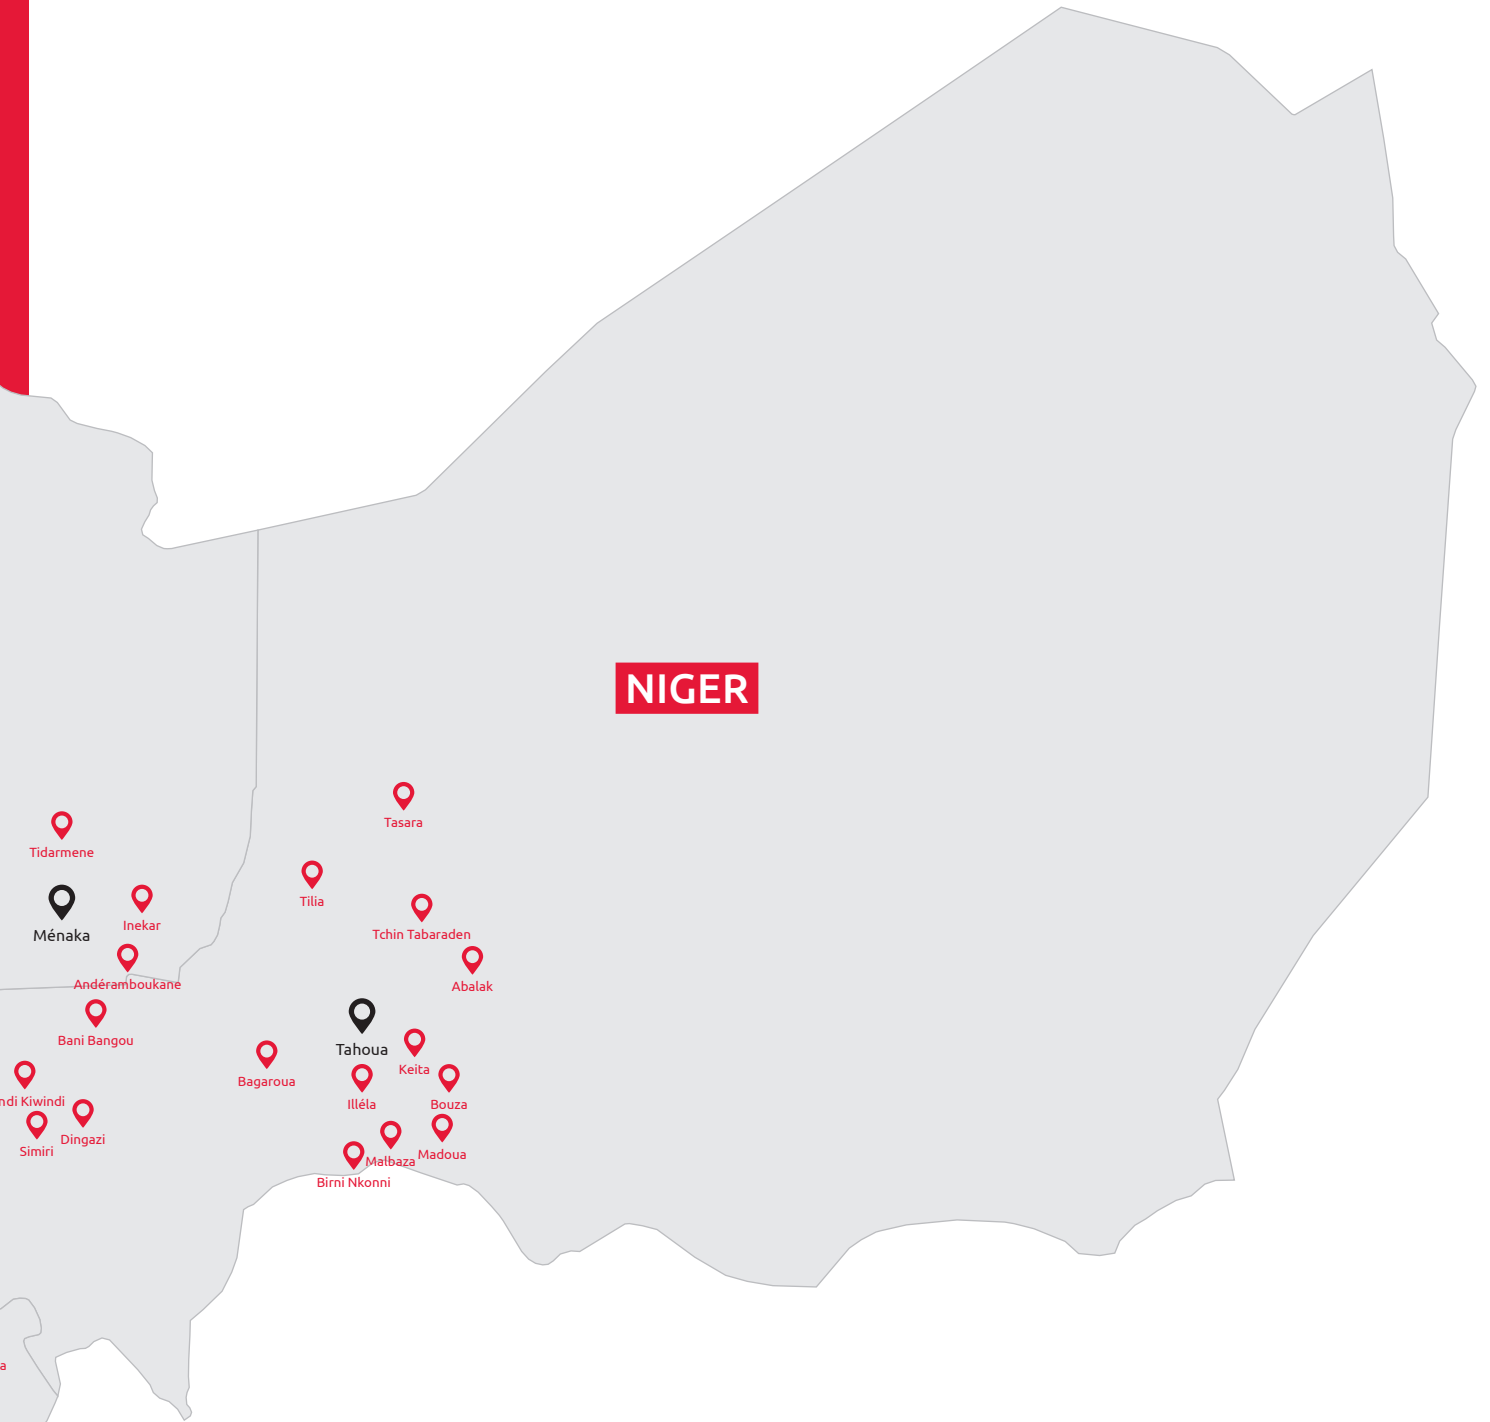 NIGER
Tasara
Tidarmene
Tilia
Inekar
Ménaka
Tchin Tabaraden
Andéramboukane
Abalak
Bani Bangou
Tahoua
Keita
Bagaroua
ndi Kiwindi
Illéla
Bouza
Dingazi
Simiri
Madoua
Malbaza
Birni Nkonni
a